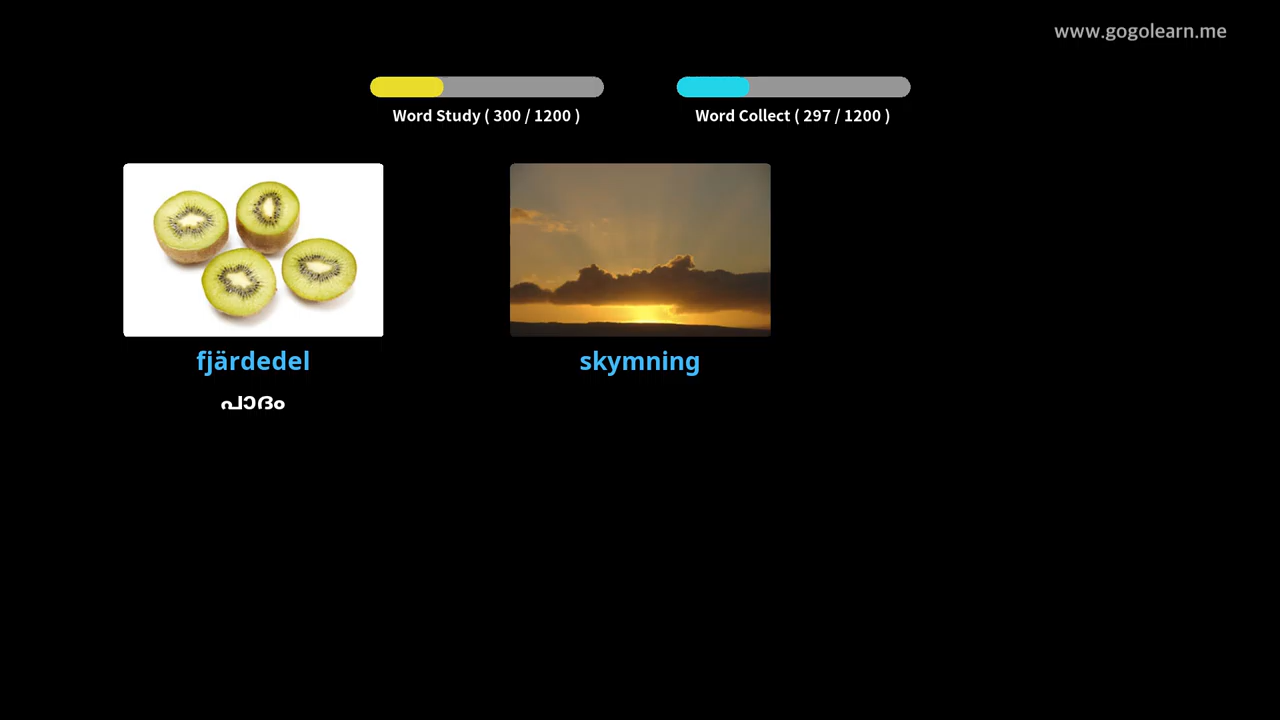 www.gogolearn.me
Word Study ( 300 / 1200 )
Word Collect ( 297 / 1200 )
fjärdedel
skymning
പാദം